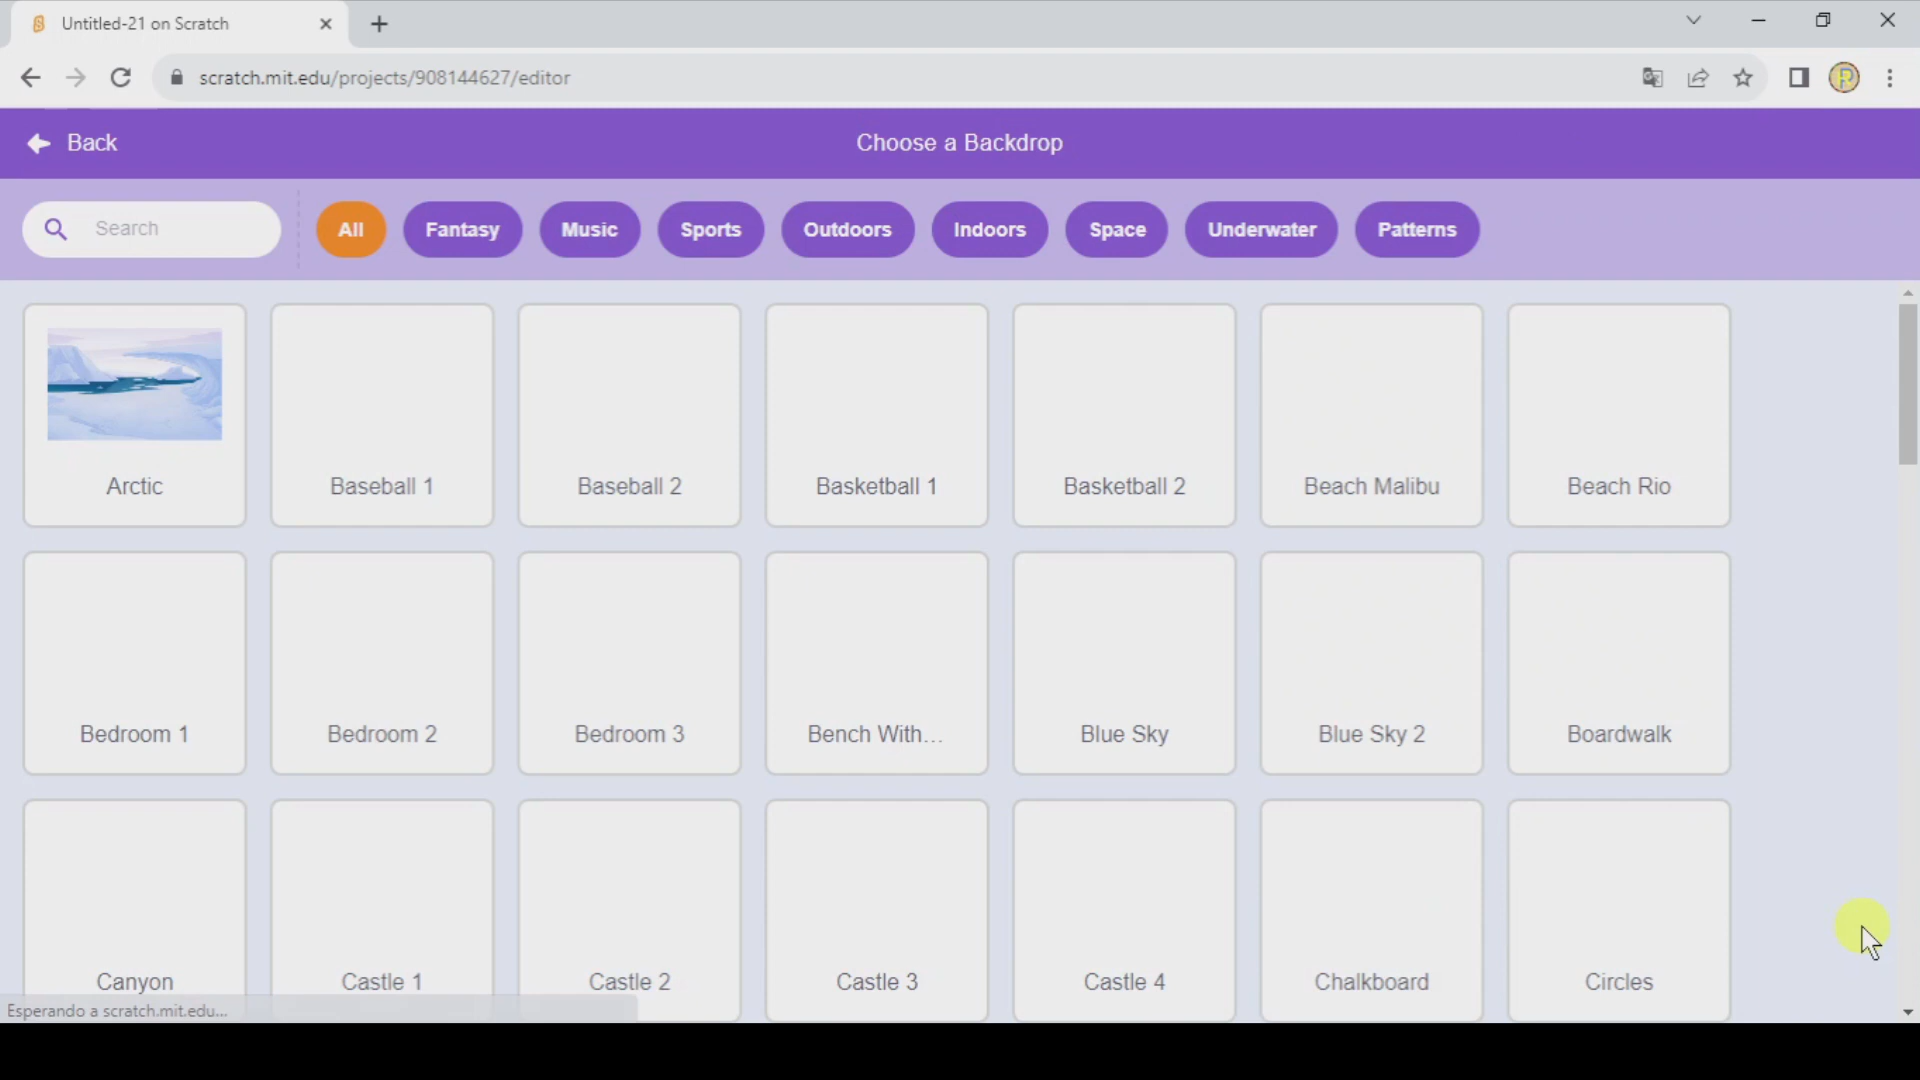 Untitled-21 on Scratch
scratch.mit.edu/projects/908144627/editor
Back
Choose a Backdrop
Search
All
Fantasy
Music
Sports
Outdoors
Indoors
Space
Underwater
Patterns
Arctic
Baseball 1
Baseball 2
Basketball 1
Basketball 2
Beach Malibu
Beach Rio
Bedroom 1
Bedroom 2
Bedroom 3
Bench With...
Blue Sky
Blue Sky 2
Boardwalk
Canyon
Castle 1
Castle 2
Castle 3
Castle 4
Chalkboard
Circles
Esperando a scratch.mit.edu...